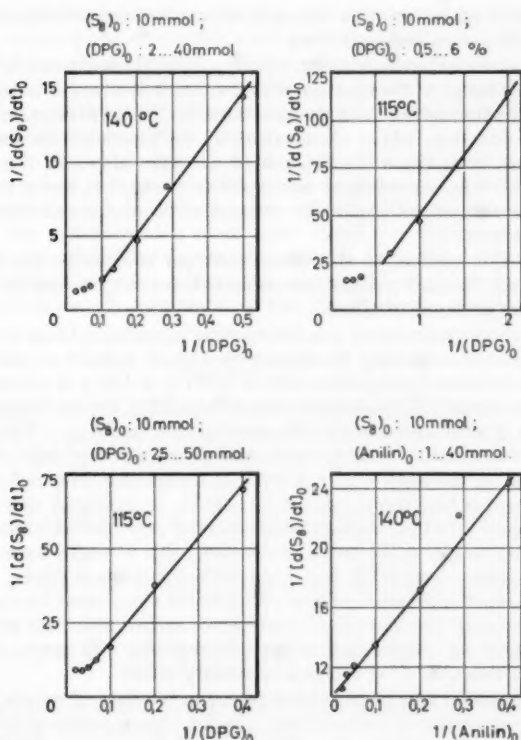 (S₈)₀ : 10 mmol ;
(DPG)₀ : 2...40 mmol
1/[d(S₈)/dt]₀
15
10
5
0
140 °C
0,1 0,2 0,3 0,4 0,5
1/(DPG)₀
(S₈)₀ : 10 mmol ;
(DPG)₀ : 0,5...6 %
1/[d(S₈)/dt]₀
125
100
75
50
25
0
115°C
1 2
1/(DPG)₀
(S₈)₀ : 10 mmol ;
(DPG)₀ : 2,5...50 mmol.
1/[d(S₈)/dt]₀
75
50
25
0
115°C
0,1 0,2 0,3 0,4
1/(DPG)₀
(S₈)₀ : 10 mmol ;
(Anilin)₀ : 1...40 mmol.
1/[d(S₈)/dt]₀
24
20
16
12
140°C
0 0,1 0,2 0,3 0,4
1/(Anilin)₀